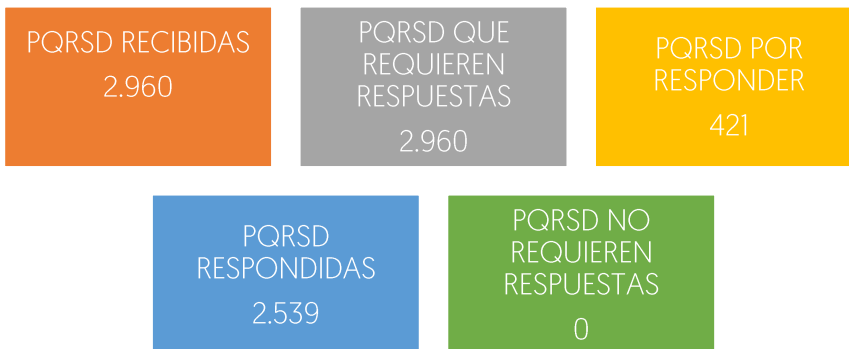 PQRSD RECIBIDAS
2.960
PQRSD QUE
REQUIEREN
RESPUESTAS
2.960
PQRSD POR
RESPONDER
421
PQRSD
RESPONDIDAS
2.539
PQRSD NO
REQUIEREN
RESPUESTAS
0